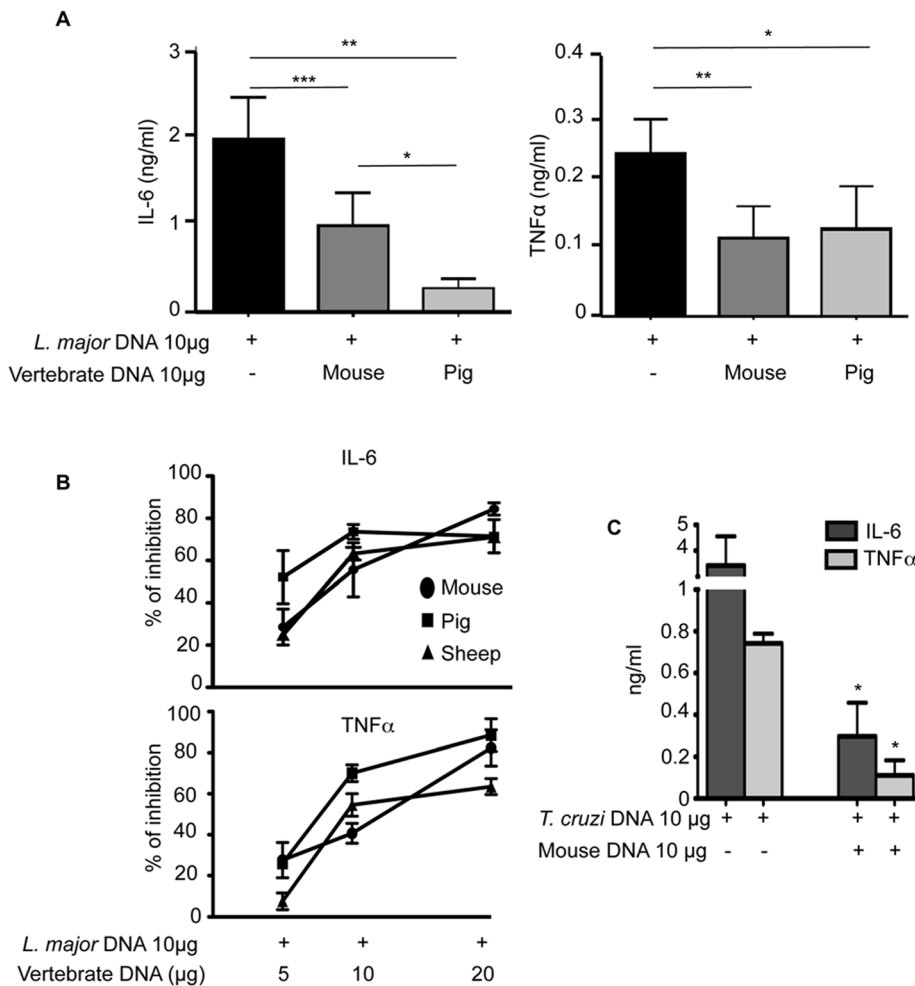 A
IL-6 (ng/ml)
3
2
1
0
**
***
*
L. major DNA 10µg + + +
Vertebrate DNA 10µg - Mouse Pig
TNFα (ng/ml)
0.4
0.3
0.2
0.1
0
*
**
+ + +
- Mouse Pig
B
IL-6
% of inhibition
100
80
60
40
20
0
Mouse
Pig
Sheep
TNFα
% of inhibition
100
80
60
40
20
0
L. major DNA 10µg + + +
Vertebrate DNA (µg) 5 10 20
C
IL-6
TNFα
ng/ml
5
4
1
0.8
0.6
0.4
0.2
0
*
*
T. cruzi DNA 10 µg + + + +
Mouse DNA 10 µg - - + +